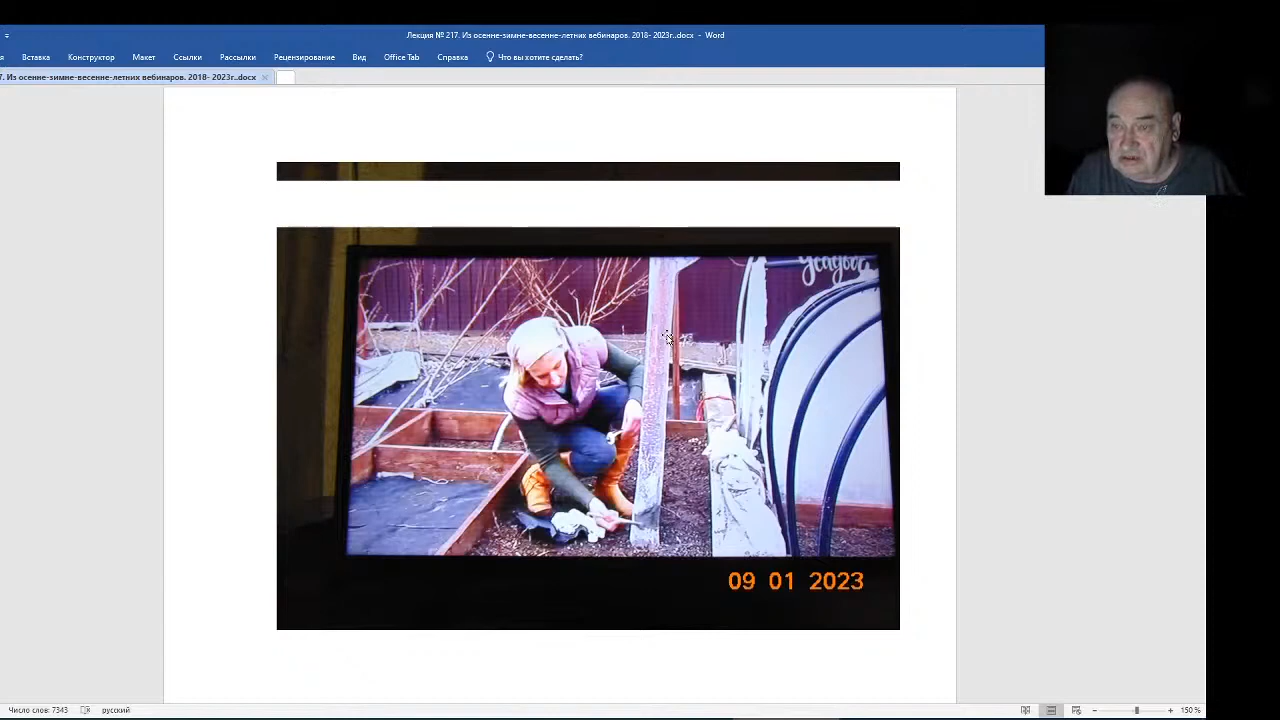 Лекция № 217. Из осенне-зимне-весенне-летних вебинаров. 2018- 2023г..docx - Word
я Вставка Конструктор Макет Ссылки Рассылки Рецензирование Вид Office Tab Справка Что вы хотите сделать?
7. Из осенне-зимне-весенне-летних вебинаров. 2018- 2023г..docx
Усадьба
09 01 2023
Число слов: 7343 русский 150 %